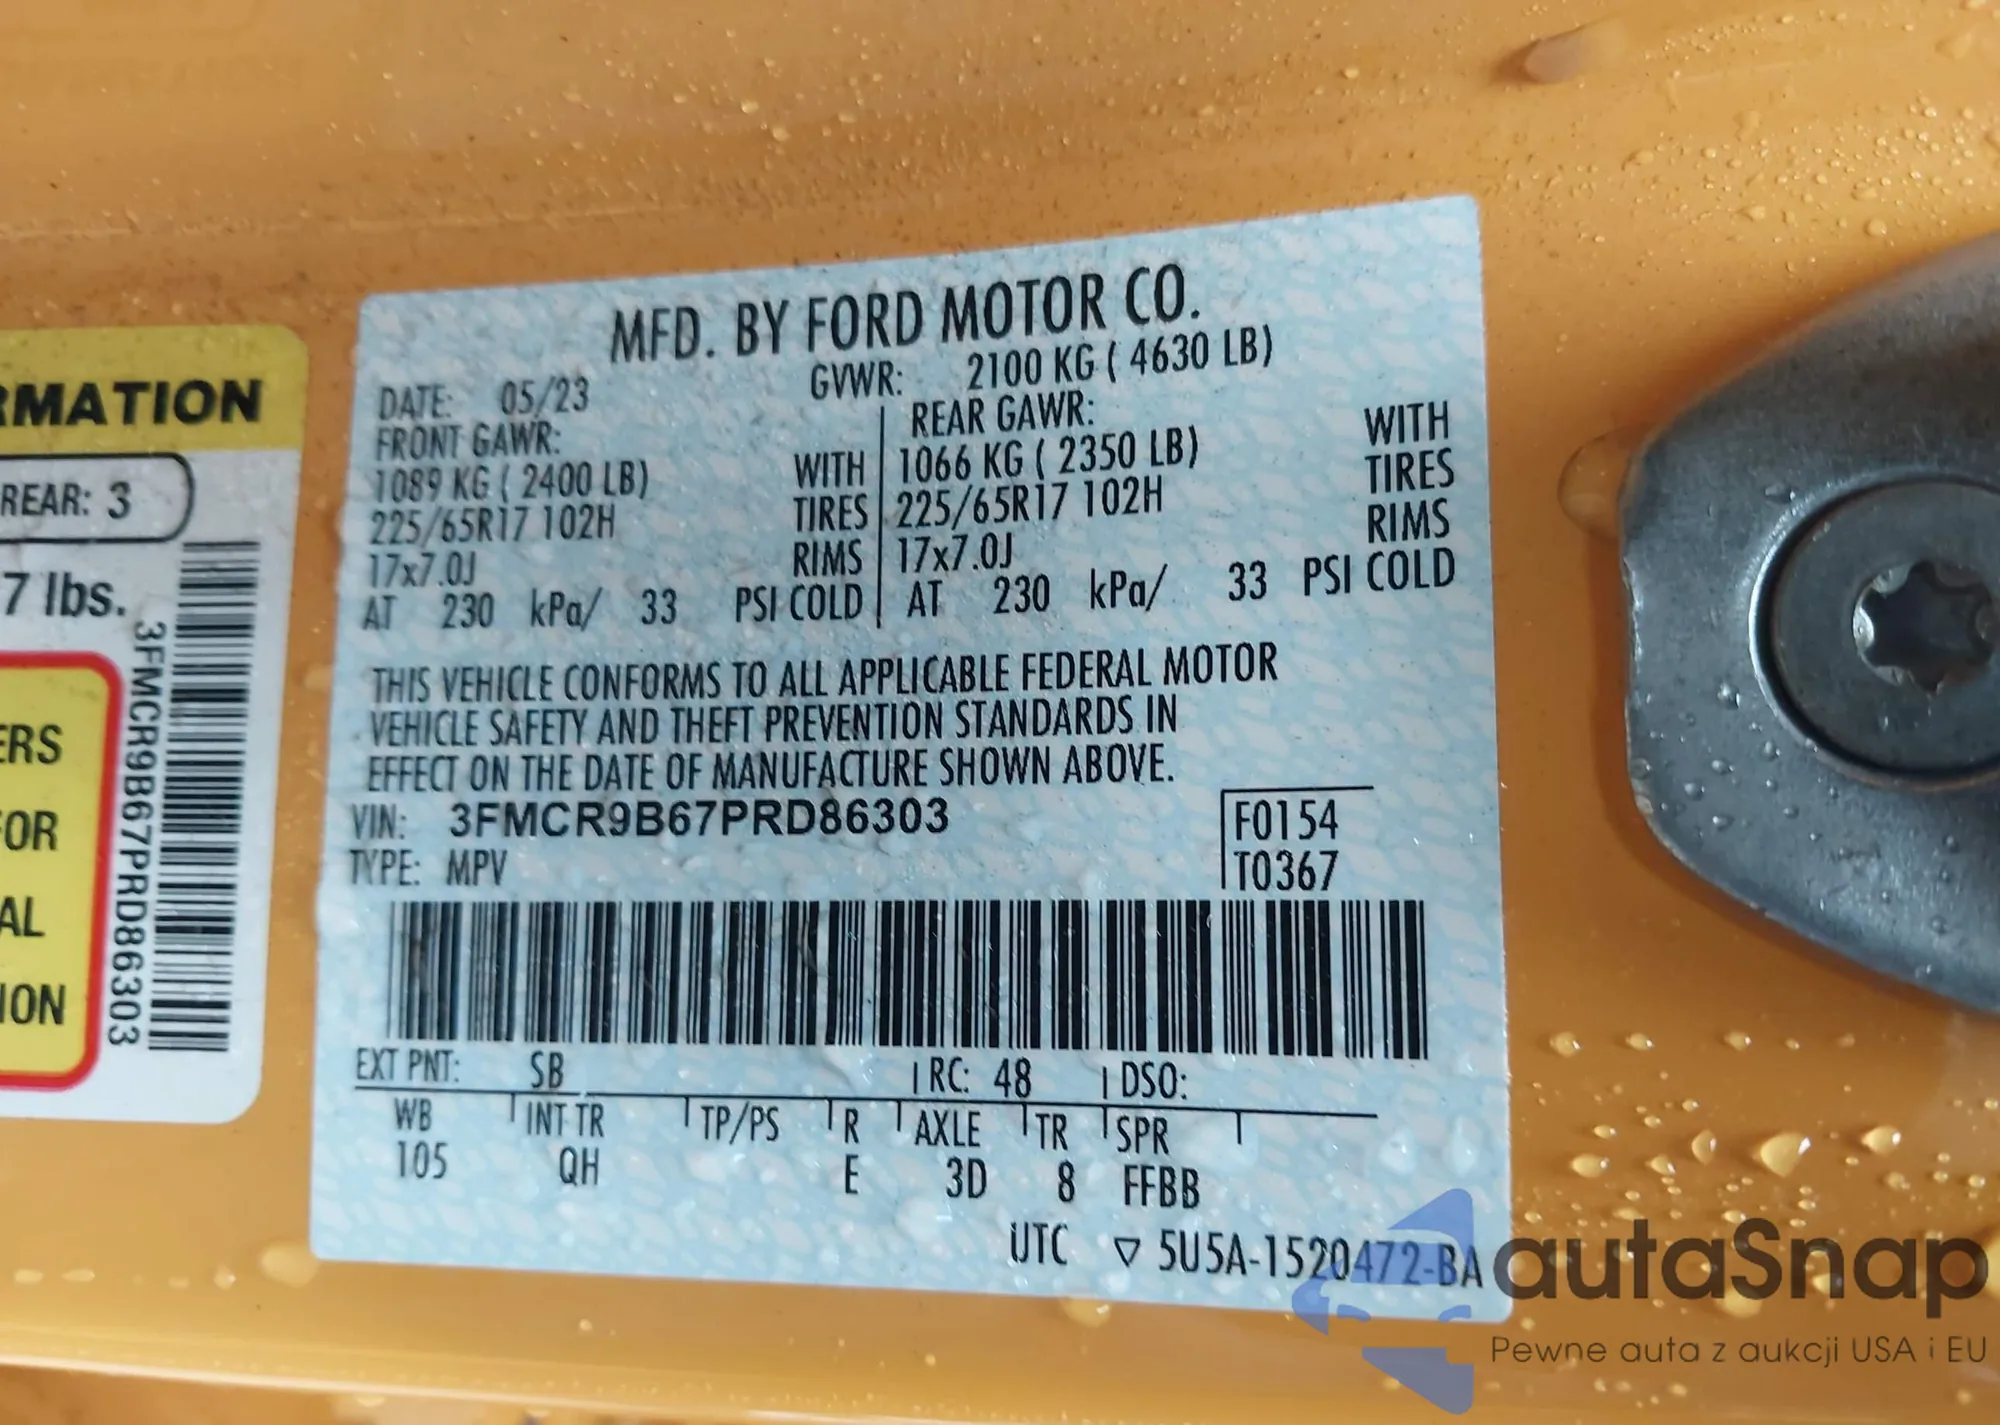 RMATION
REAR: 3
7 lbs.
3FMCR9B67PRD86303
ERS
FOR
AL
ION
MFD. BY FORD MOTOR CO.
DATE: 05/23 GVWR: 2100 KG ( 4630 LB)
FRONT GAWR: REAR GAWR:
1089 KG ( 2400 LB) WITH 1066 KG ( 2350 LB) WITH
225/65R17 102H TIRES 225/65R17 102H TIRES
17x7.0J RIMS 17x7.0J RIMS
AT 230 kPa/ 33 PSI COLD AT 230 kPa/ 33 PSI COLD
THIS VEHICLE CONFORMS TO ALL APPLICABLE FEDERAL MOTOR
VEHICLE SAFETY AND THEFT PREVENTION STANDARDS IN
EFFECT ON THE DATE OF MANUFACTURE SHOWN ABOVE.
VIN: 3FMCR9B67PRD86303 F0154
TYPE: MPV T0367
EXT PNT: SB RC: 48 DSO:
WB INT TR TP/PS R AXLE TR SPR
105 QH E 3D 8 FFBB
UTC ▽ 5U5A-1520472-BA
autoSnap
Pewne auta z aukcji USA i EU